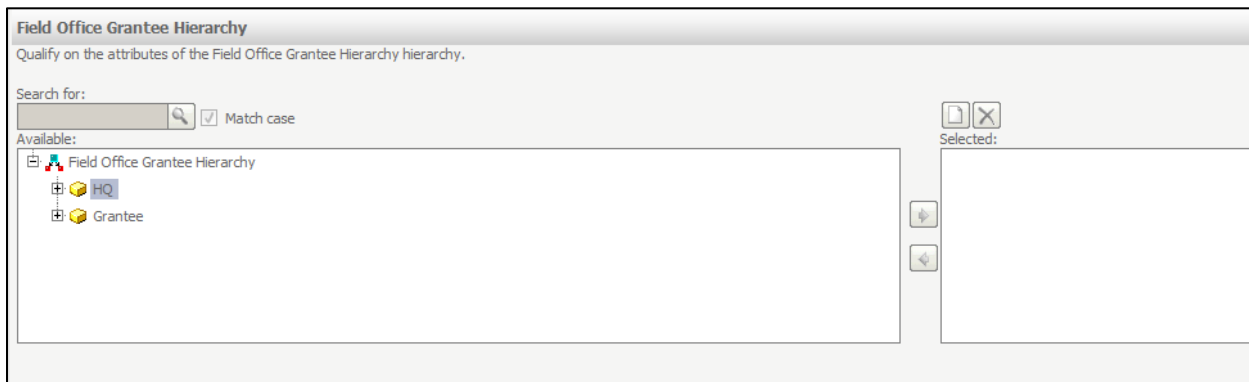 Field Office Grantee Hierarchy
Qualify on the attributes of the Field Office Grantee Hierarchy hierarchy.
Search for:
Match case
Available:
Selected:
Field Office Grantee Hierarchy
HQ
Grantee